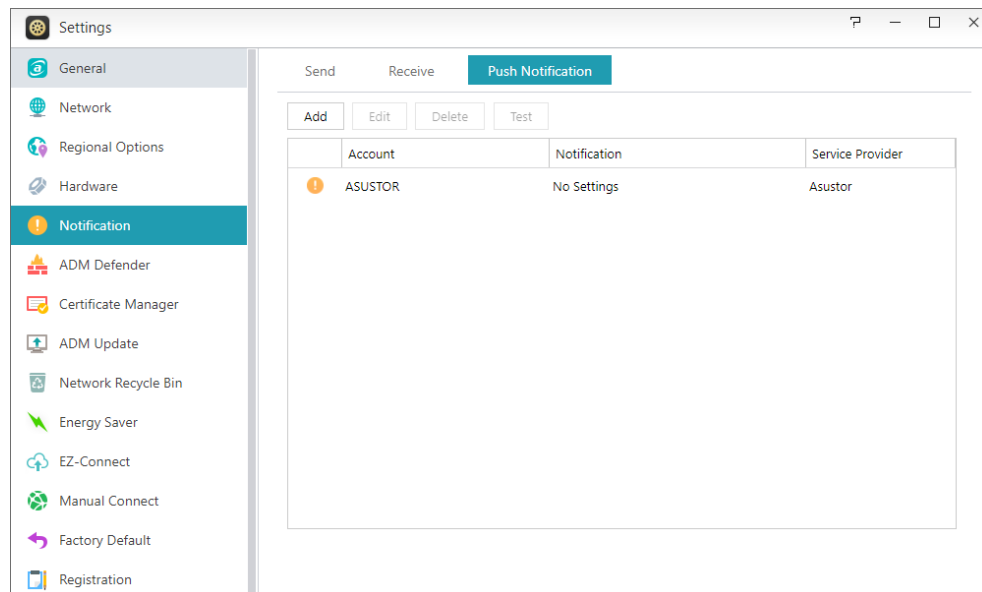 Settings
General
Network
Regional Options
Hardware
Notification
ADM Defender
Certificate Manager
ADM Update
Network Recycle Bin
Energy Saver
EZ-Connect
Manual Connect
Factory Default
Registration
Send Receive Push Notification
Add Edit Delete Test
Account Notification Service Provider
ASUSTOR No Settings Asustor